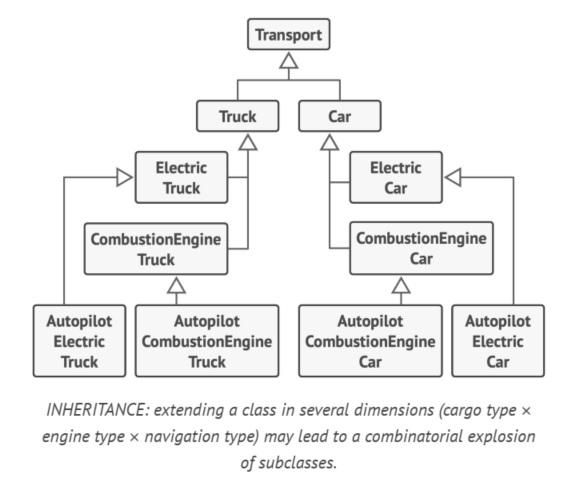 Transport
Truck
Car
Electric
Truck
Electric
Car
CombustionEngine
Truck
CombustionEngine
Car
Autopilot
Electric
Truck
Autopilot
CombustionEngine
Truck
Autopilot
CombustionEngine
Car
Autopilot
Electric
Car
INHERITANCE: extending a class in several dimensions (cargo type ×
engine type × navigation type) may lead to a combinatorial explosion
of subclasses.